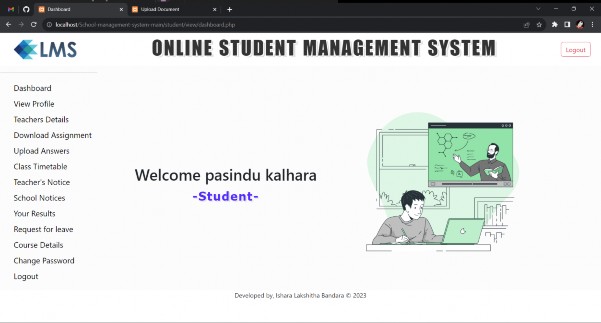 Dashboard
Upload Document
localhost/School-management-system-main/student/view/dashboard.php
LMS
ONLINE STUDENT MANAGEMENT SYSTEM
Logout
Dashboard
View Profile
Teachers Details
Download Assignment
Upload Answers
Class Timetable
Teacher's Notice
School Notices
Your Results
Request for leave
Course Details
Change Password
Logout
Welcome pasindu kalhara
-Student-
Developed by, Ishara Lakshitha Bandara © 2023